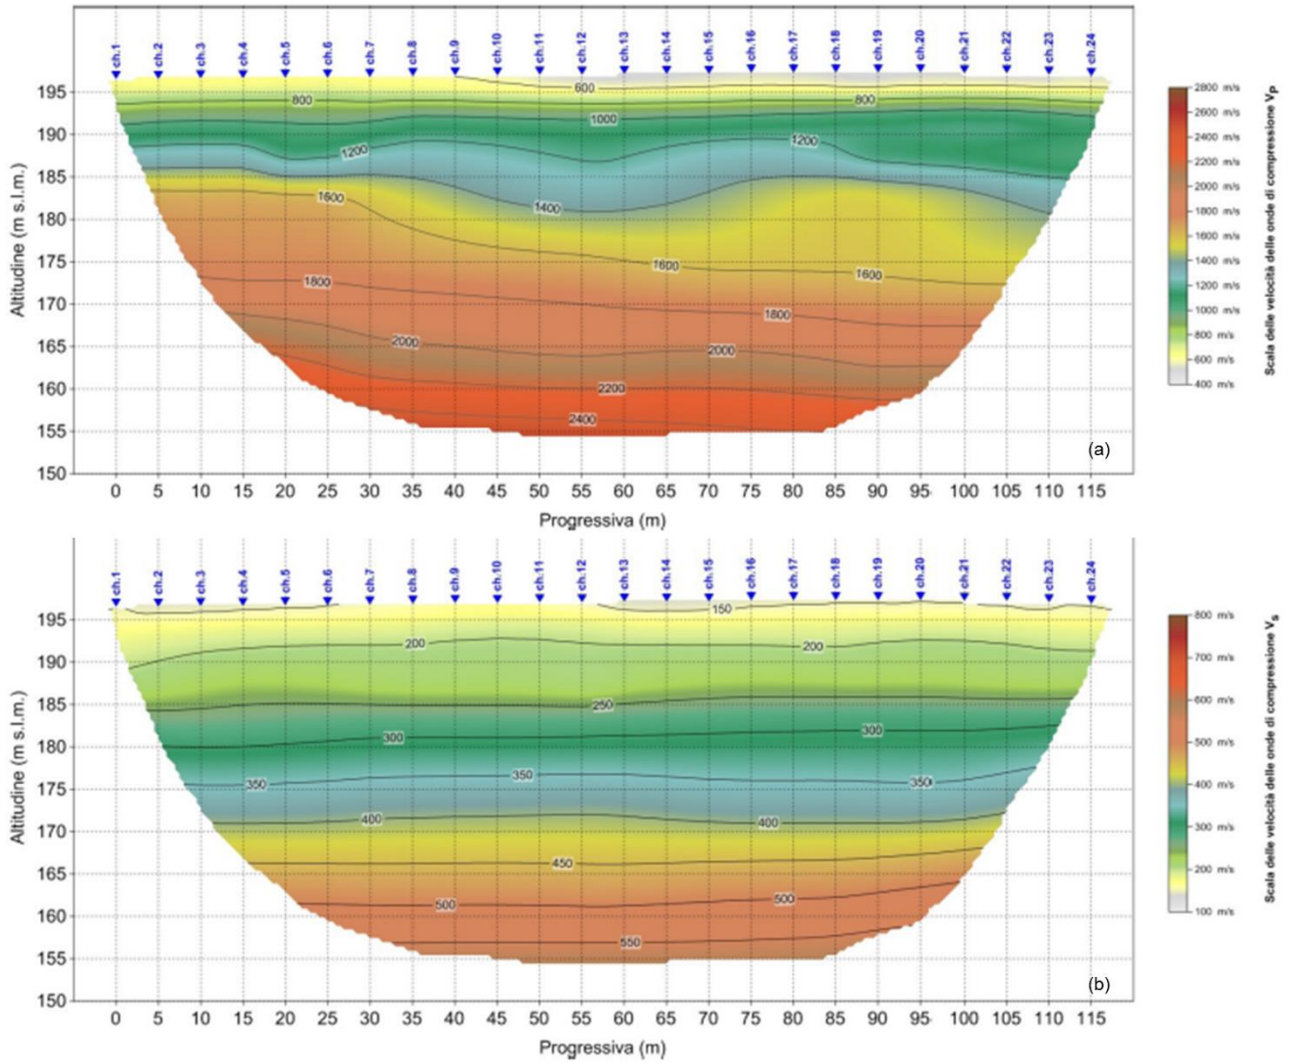 ch.1 ch.2 ch.3 ch.4 ch.5 ch.6 ch.7 ch.8 ch.9 ch.10 ch.11 ch.12 ch.13 ch.14 ch.15 ch.16 ch.17 ch.18 ch.19 ch.20 ch.21 ch.22 ch.23 ch.24
Altitudine (m s.l.m.)
195
190
185
180
175
170
165
160
155
150
600
800 800
1000
1200 1200
1400
1600
1600 1600
1800
1800
2000 2000
2200
2400
(a)
0 5 10 15 20 25 30 35 40 45 50 55 60 65 70 75 80 85 90 95 100 105 110 115
Progressiva (m)
2800 m/s
2600 m/s
2400 m/s
2200 m/s
2000 m/s
1800 m/s
1600 m/s
1400 m/s
1200 m/s
1000 m/s
800 m/s
600 m/s
400 m/s
Scala delle velocità delle onde di compressione VP
ch.1 ch.2 ch.3 ch.4 ch.5 ch.6 ch.7 ch.8 ch.9 ch.10 ch.11 ch.12 ch.13 ch.14 ch.15 ch.16 ch.17 ch.18 ch.19 ch.20 ch.21 ch.22 ch.23 ch.24
Altitudine (m s.l.m.)
195
190
185
180
175
170
165
160
155
150
150
200 200
250
300 300
350 350 350
400 400
450
500 500
550
(b)
0 5 10 15 20 25 30 35 40 45 50 55 60 65 70 75 80 85 90 95 100 105 110 115
Progressiva (m)
800 m/s
700 m/s
600 m/s
500 m/s
400 m/s
300 m/s
200 m/s
100 m/s
Scala delle velocità delle onde di compressione Vs